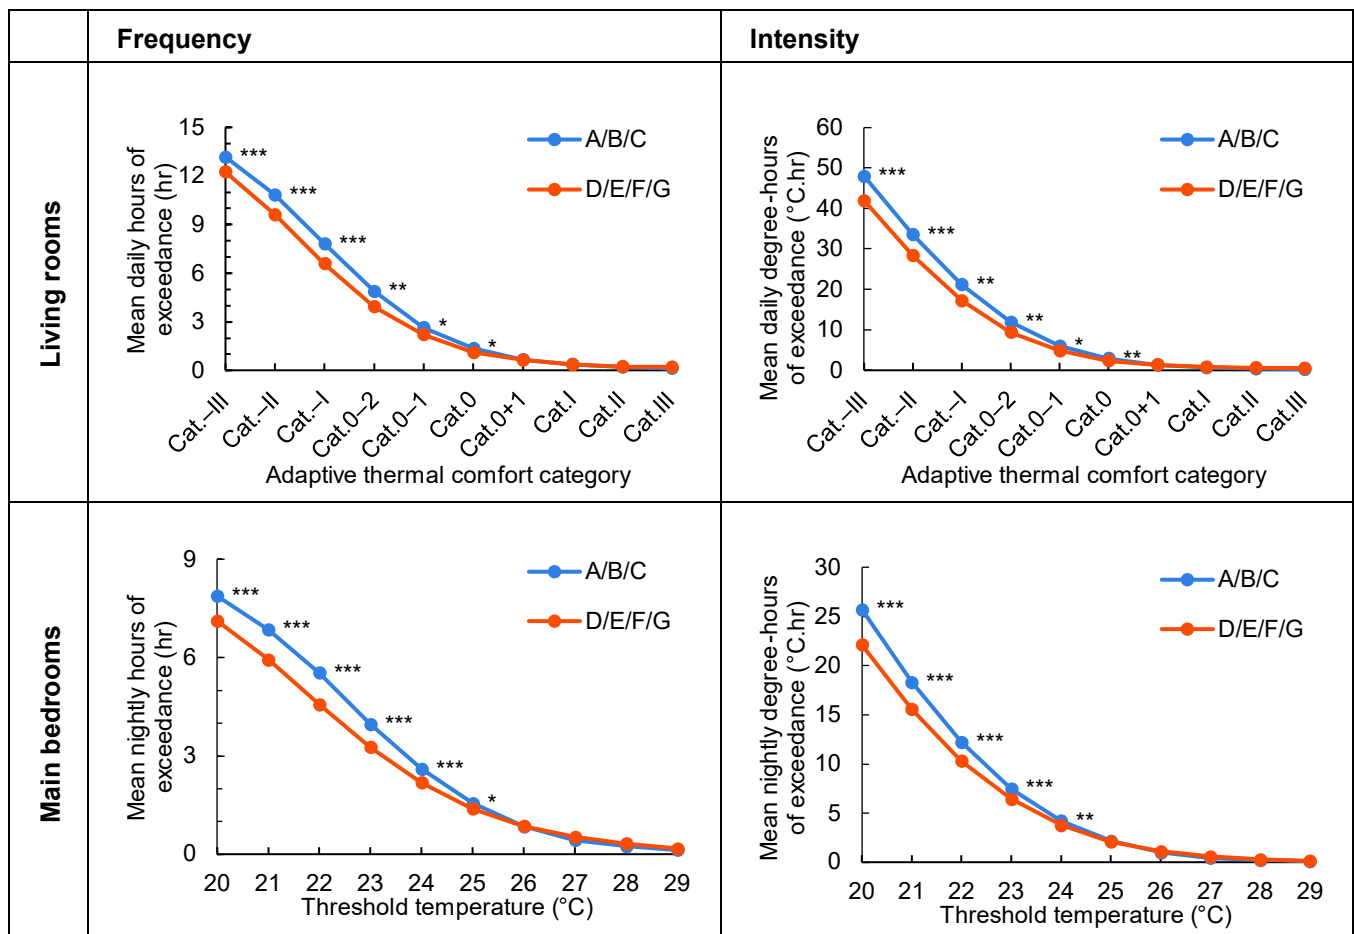 Frequency
Intensity
Living rooms
Mean daily hours of
exceedance (hr)
15
12
9
6
3
0
A/B/C
D/E/F/G
***
***
***
**
*
*
Cat.–III
Cat.–II
Cat.–I
Cat.0–2
Cat.0–1
Cat.0
Cat.0+1
Cat.I
Cat.II
Cat.III
Adaptive thermal comfort category
Mean daily degree-hours
of exceedance (°C.hr)
60
50
40
30
20
10
0
A/B/C
D/E/F/G
***
***
**
**
*
**
Cat.–III
Cat.–II
Cat.–I
Cat.0–2
Cat.0–1
Cat.0
Cat.0+1
Cat.I
Cat.II
Cat.III
Adaptive thermal comfort category
Main bedrooms
Mean nightly hours of
exceedance (hr)
9
6
3
0
A/B/C
D/E/F/G
***
***
***
***
***
*
20 21 22 23 24 25 26 27 28 29
Threshold temperature (°C)
Mean nightly degree-hours
of exceedance (°C.hr)
30
25
20
15
10
5
0
A/B/C
D/E/F/G
***
***
***
***
**
20 21 22 23 24 25 26 27 28 29
Threshold temperature (°C)